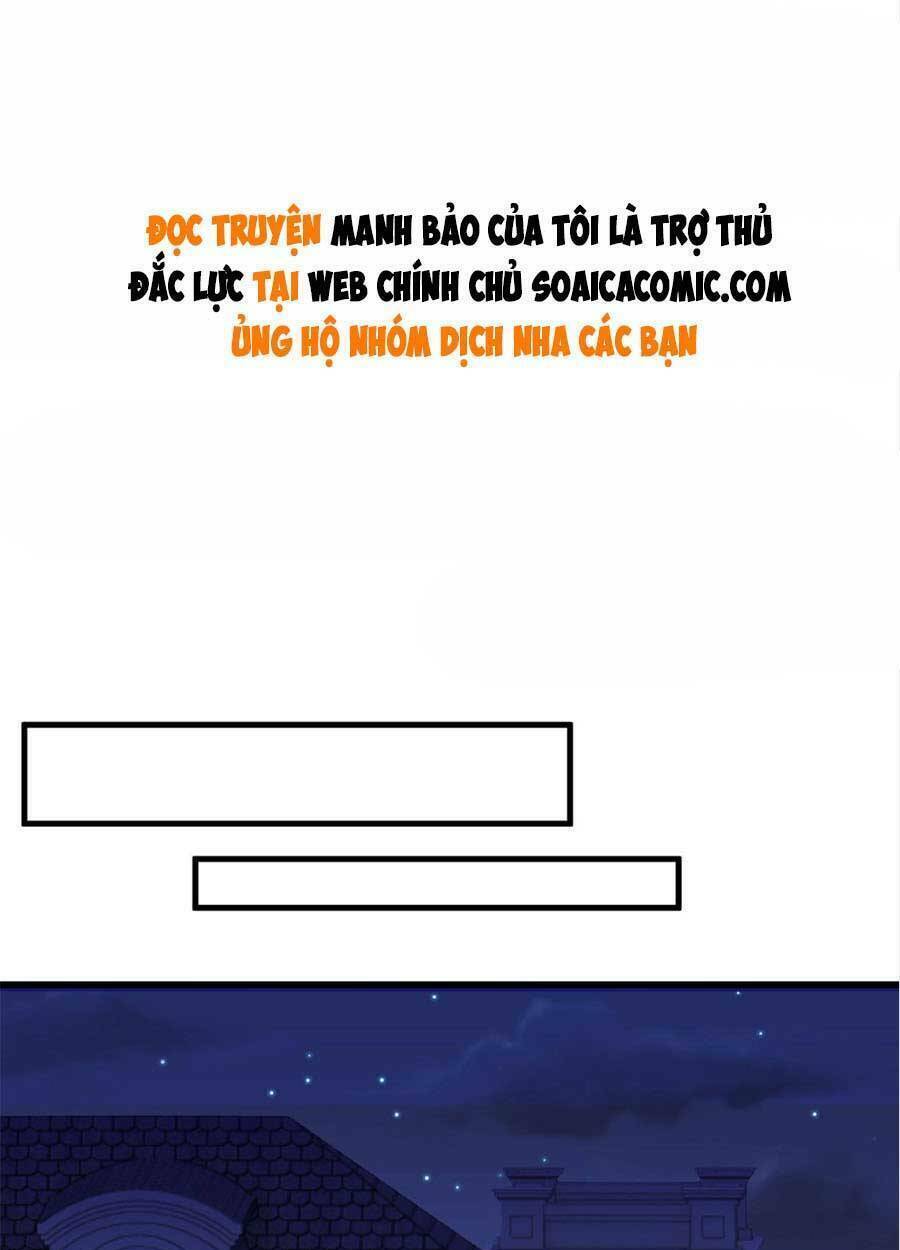 ĐỌC TRUYỆN MANH BẢO CỦA TÔI LÀ TRỢ THỦ
ĐẮC LỰC TẠI WEB CHÍNH CHỦ SOAICACOMIC.COM
ỦNG HỘ NHÓM DỊCH NHA CÁC BẠN